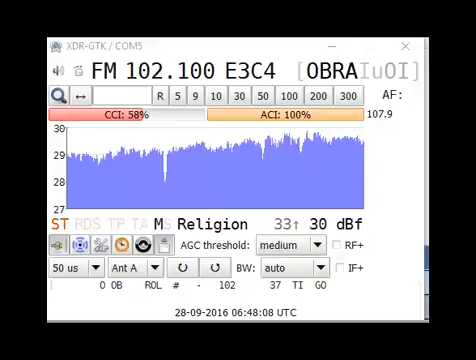 XDR-GTK / COM5
FM 102.100 E3C4 [OBRAIuOI]
R 5 9 10 30 50 100 200 300 AF:
CCI: 58% ACI: 100% 107.9
30
29
28
27
ST RDS TP TA MS M Religion 33↑ 30 dBf
AGC threshold: medium RF+
50 us Ant A BW: auto IF+
0 OB ROL # - 102 37 TI GO
28-09-2016 06:48:08 UTC